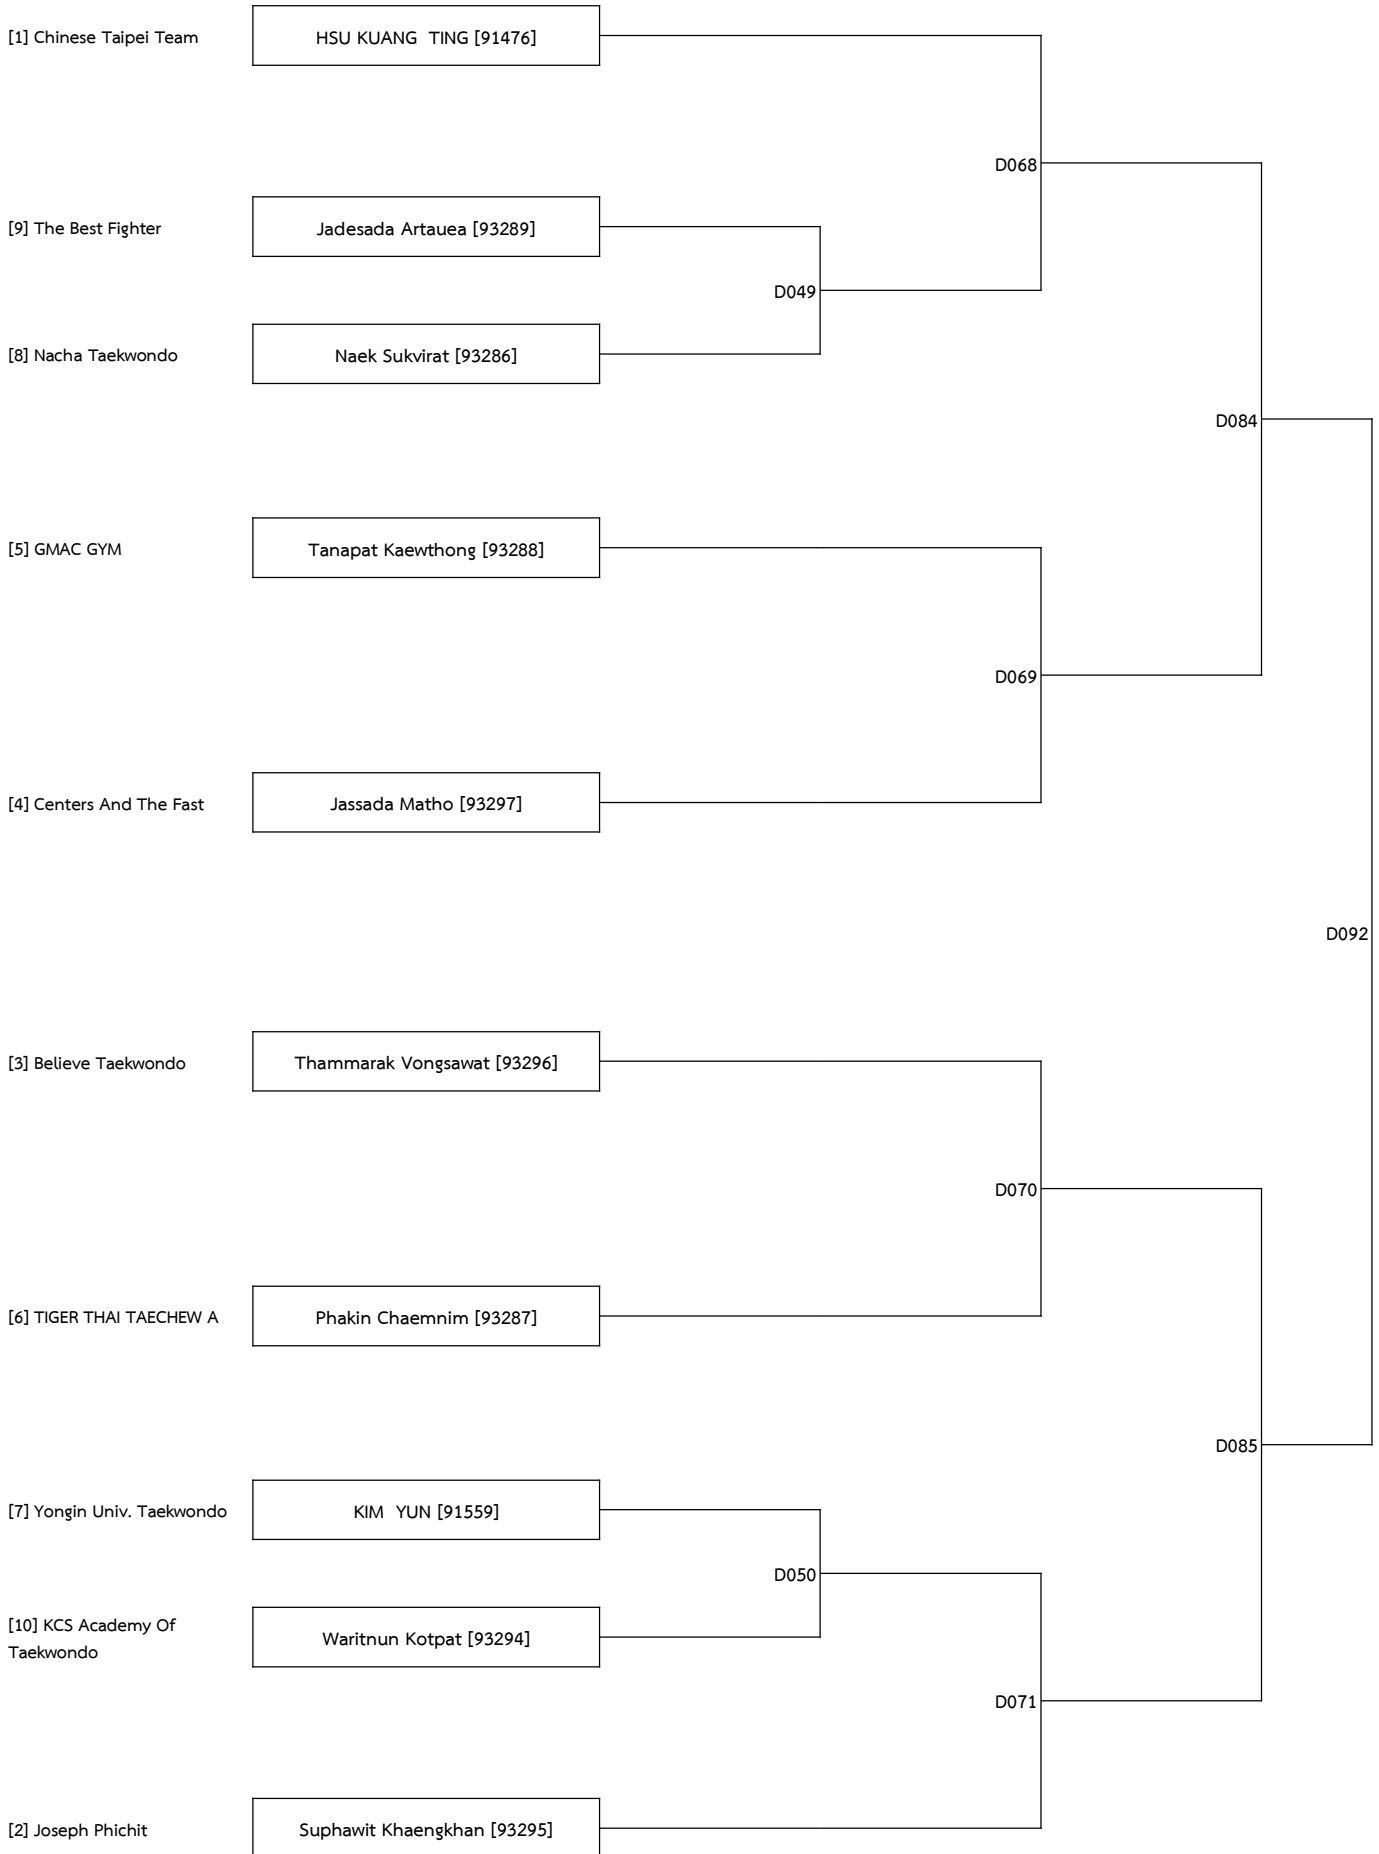 [1] Chinese Taipei Team
HSU KUANG  TING [91476]
D068
[9] The Best Fighter
Jadesada Artauea [93289]
D049
[8] Nacha Taekwondo
Naek Sukvirat [93286]
D084
[5] GMAC GYM
Tanapat Kaewthong [93288]
D069
[4] Centers And The Fast
Jassada Matho [93297]
D092
[3] Believe Taekwondo
Thammarak Vongsawat [93296]
D070
[6] TIGER THAI TAECHEW A
Phakin Chaemnim [93287]
D085
[7] Yongin Univ. Taekwondo
KIM  YUN [91559]
D050
[10] KCS Academy Of
Taekwondo
Waritnun Kotpat [93294]
D071
[2] Joseph Phichit
Suphawit Khaengkhan [93295]